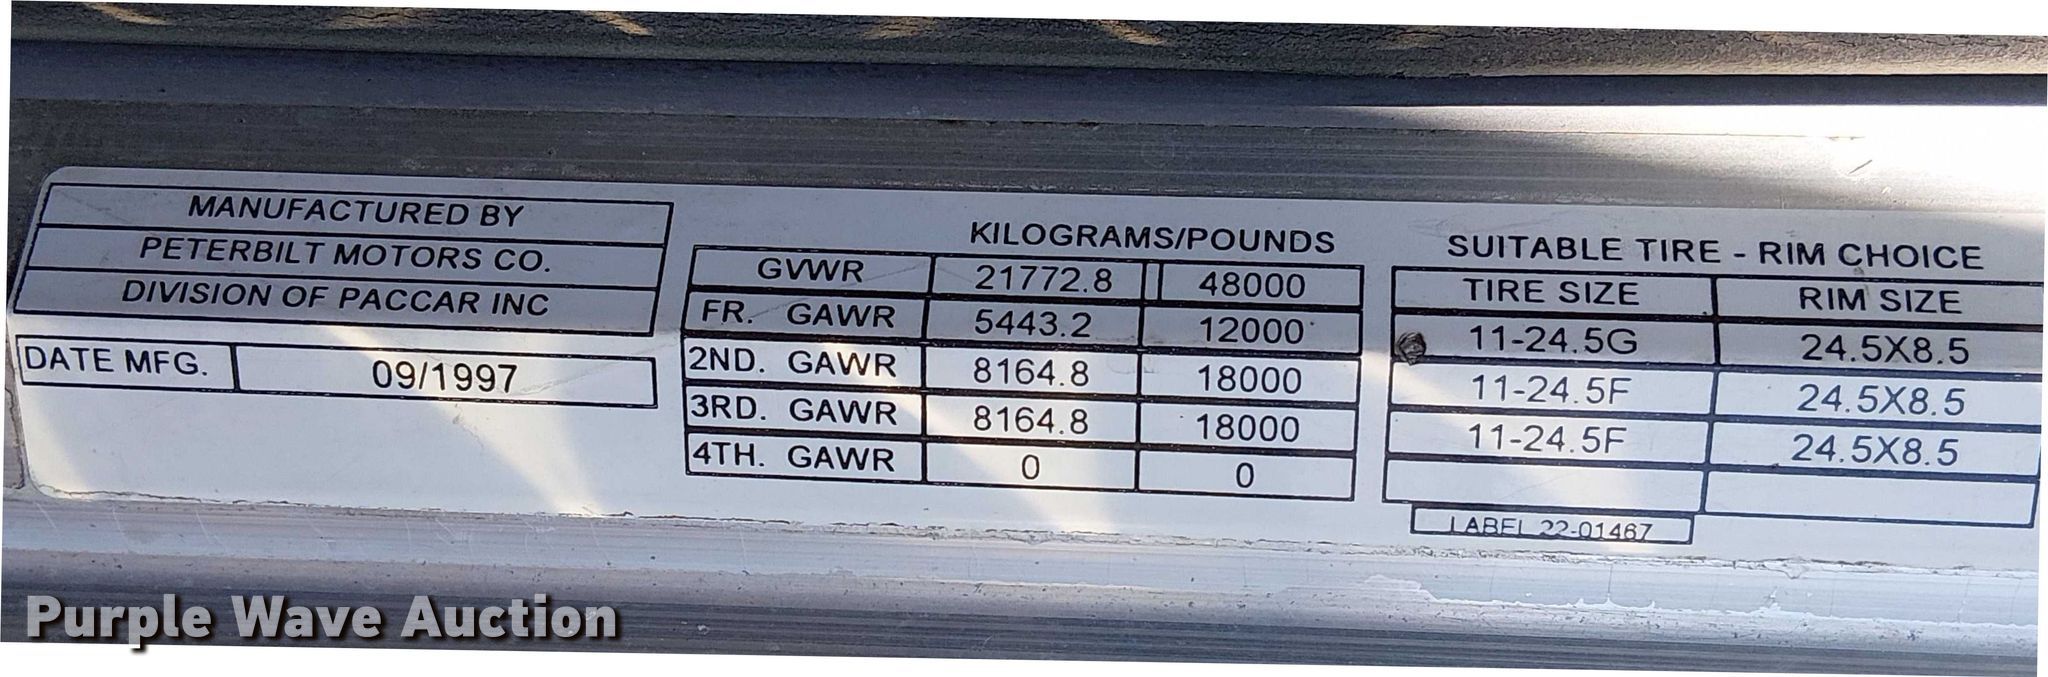 MANUFACTURED BY
PETERBILT MOTORS CO.
DIVISION OF PACCAR INC
DATE MFG. 09/1997
KILOGRAMS/POUNDS
GVWR 21772.8 48000
FR. GAWR 5443.2 12000
2ND. GAWR 8164.8 18000
3RD. GAWR 8164.8 18000
4TH. GAWR 0 0
SUITABLE TIRE - RIM CHOICE
TIRE SIZE RIM SIZE
11-24.5G 24.5X8.5
11-24.5F 24.5X8.5
11-24.5F 24.5X8.5
LABEL 22-01467
Purple Wave Auction